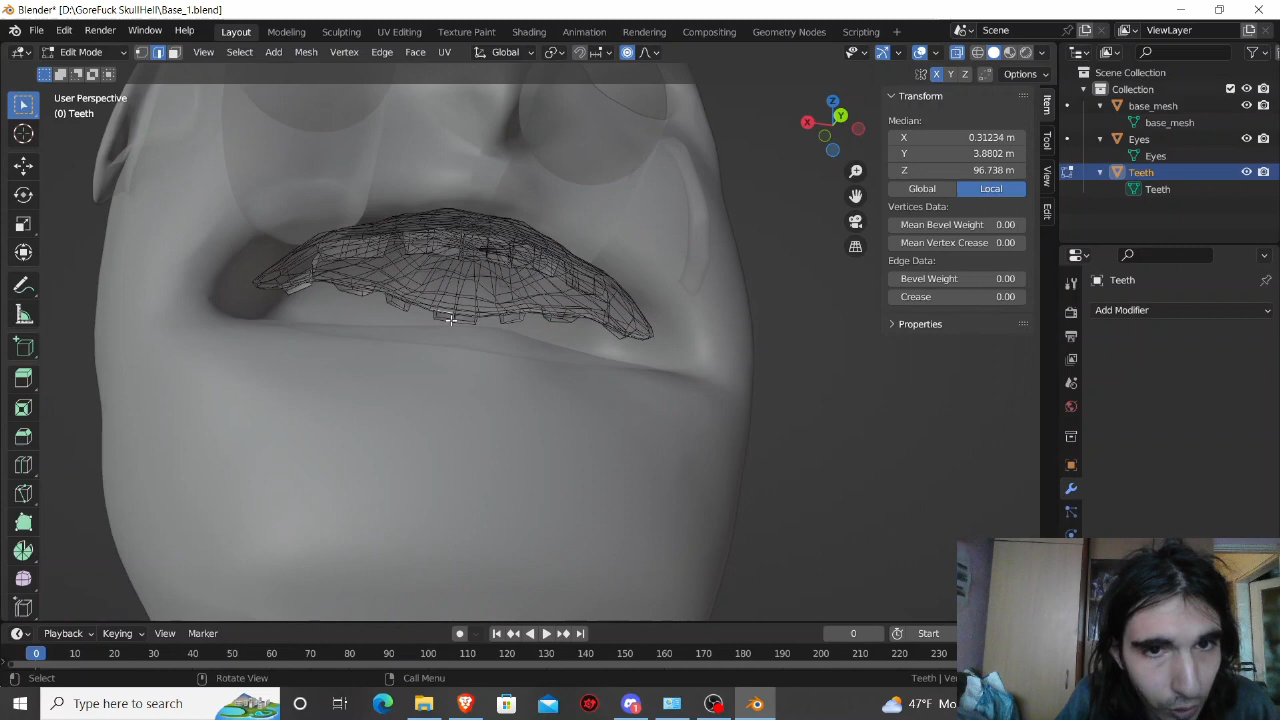 Blender* [D:\GoreFuck SkullHell\Base_1.blend]
File Edit Render Window Help Layout Modeling Sculpting UV Editing Texture Paint Shading Animation Rendering Compositing Geometry Nodes Scripting Scene ViewLayer
Edit Mode View Select Add Mesh Vertex Edge Face UV Global
X Y Z Options
User Perspective
(0) Teeth
Z
Y
X
Transform
Median:
X 0.31234 m
Y 3.8802 m
Z 96.738 m
Global Local
Vertices Data:
Mean Bevel Weight 0.00
Mean Vertex Crease 0.00
Edge Data:
Bevel Weight 0.00
Crease 0.00
Properties
Item
Tool
View
Edit
Scene Collection
Collection
base_mesh
base_mesh
Eyes
Eyes
Teeth
Teeth
Teeth
Add Modifier
Playback Keying View Marker 0 Start
0 10 20 30 40 50 60 70 80 90 100 110 120 130 140 150 160 170 180 190 200 210 220 230
Select Rotate View Call Menu Teeth | Ve
Type here to search 47°F Mo